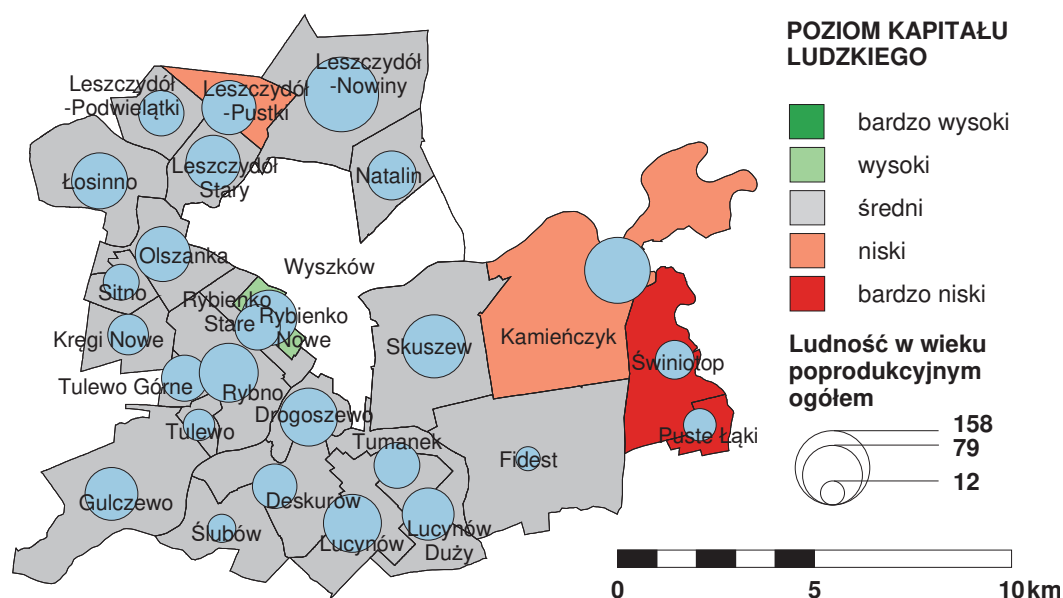 POZIOM KAPITAŁU
LUDZKIEGO
bardzo wysoki
wysoki
średni
niski
bardzo niski
Ludność w wieku
poprodukcyjnym
ogółem
158
79
12
0
5
10 km
Leszczydół
-Nowiny
Leszczydół
-Podwielątki
Leszczydół
-Pustki
Leszczydół
Stary
Natalin
Łosinno
Olszanka
Wyszków
Sitno
Rybienko
Stare
Rybienko
Nowe
Kręgi Nowe
Skuszew
Kamieńczyk
Świniotop
Tulewo Górne
Rybno
Drogoszewo
Tulewo
Tumanek
Puste Łąki
Fidest
Gulczewo
Deskurów
Ślubów
Lucynów
Lucynów
Duży